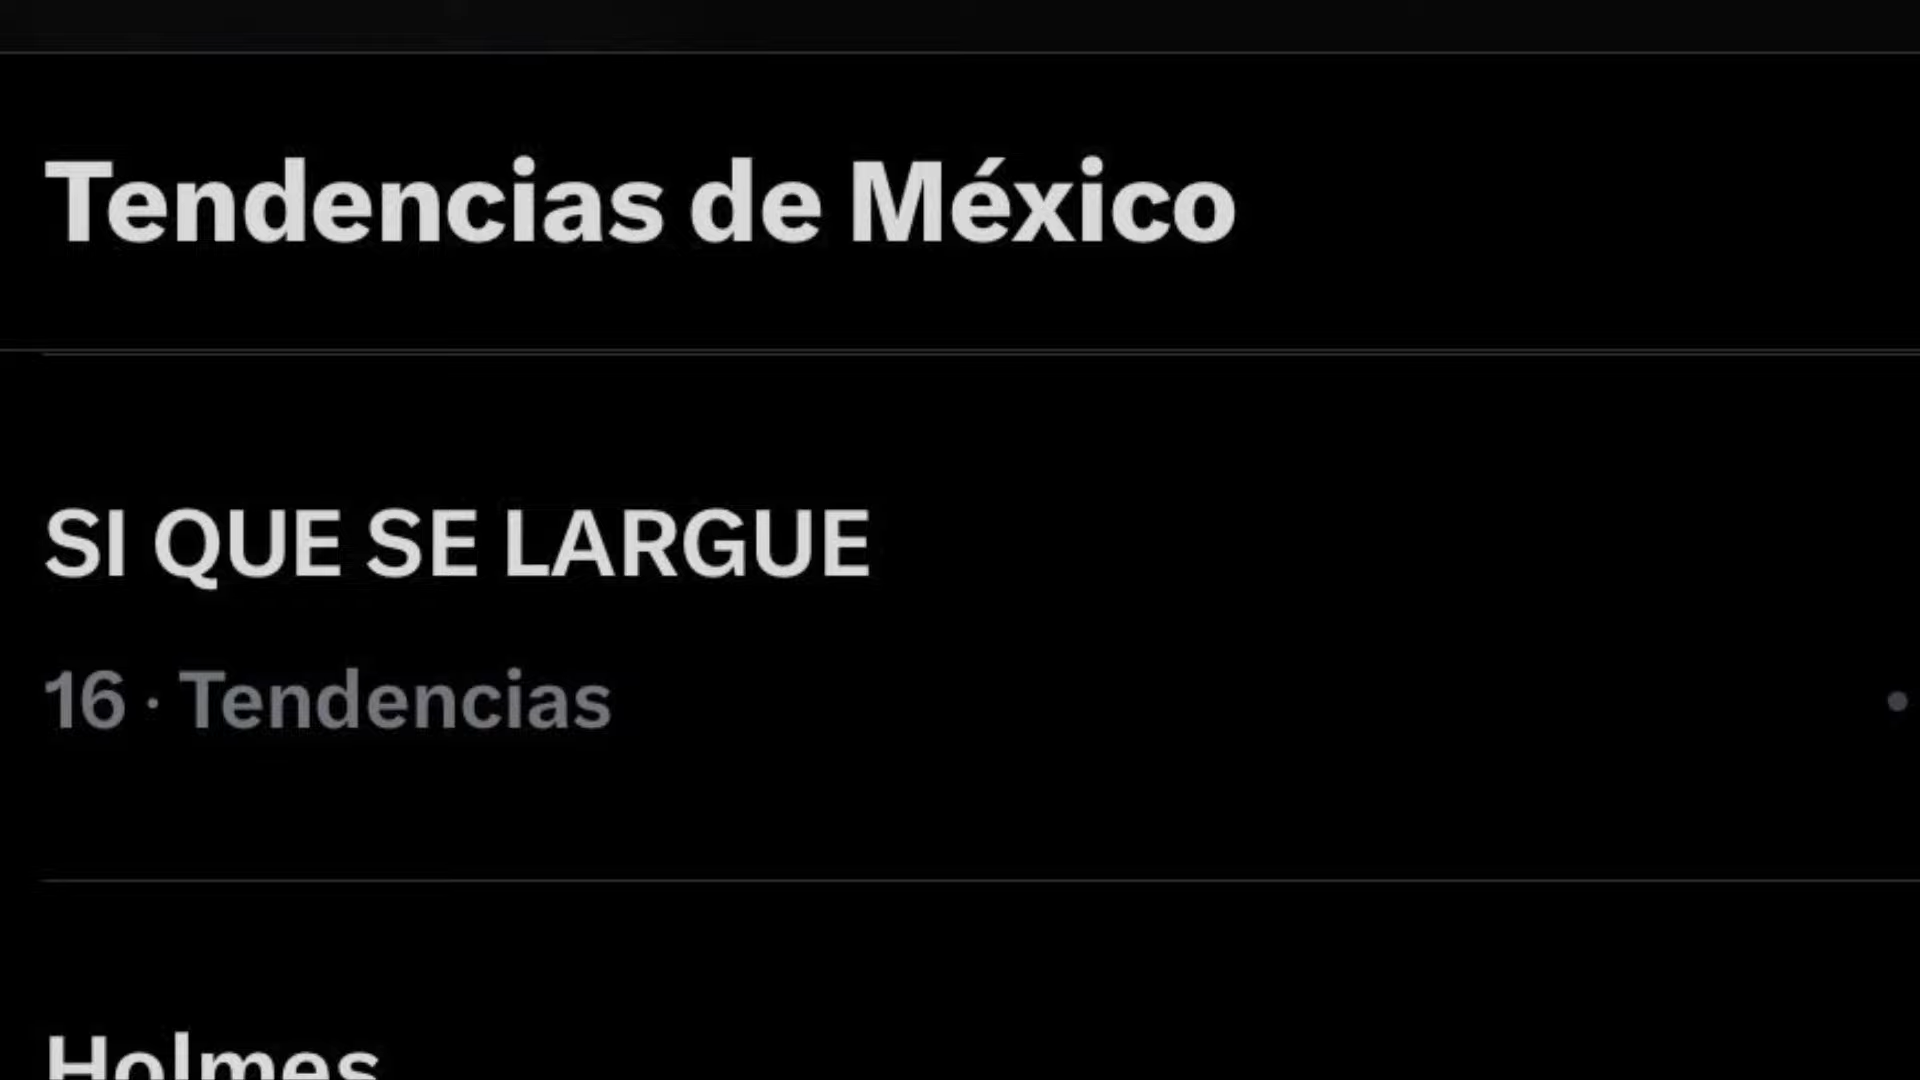 Tendencias de México
SI QUE SE LARGUE
16 · Tendencias
Holmes